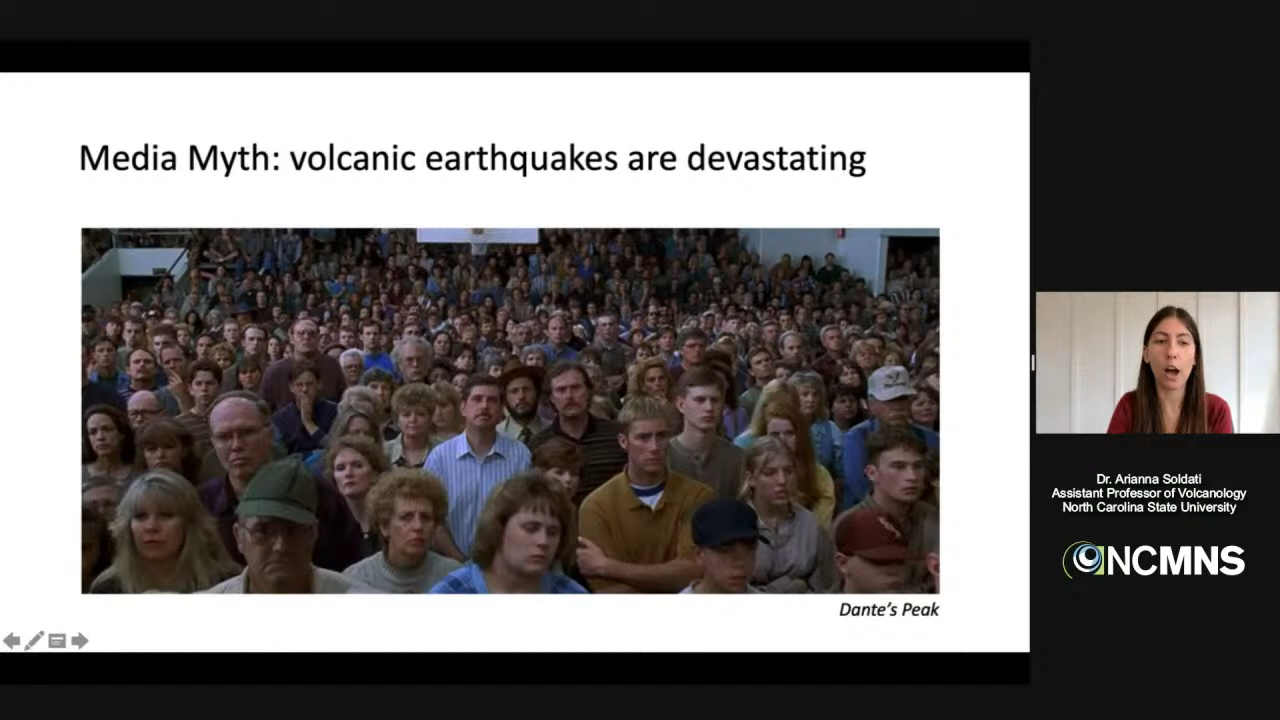 Media Myth: volcanic earthquakes are devastating
Dante's Peak
Dr. Arianna Soldati
Assistant Professor of Volcanology
North Carolina State University
NCMNS